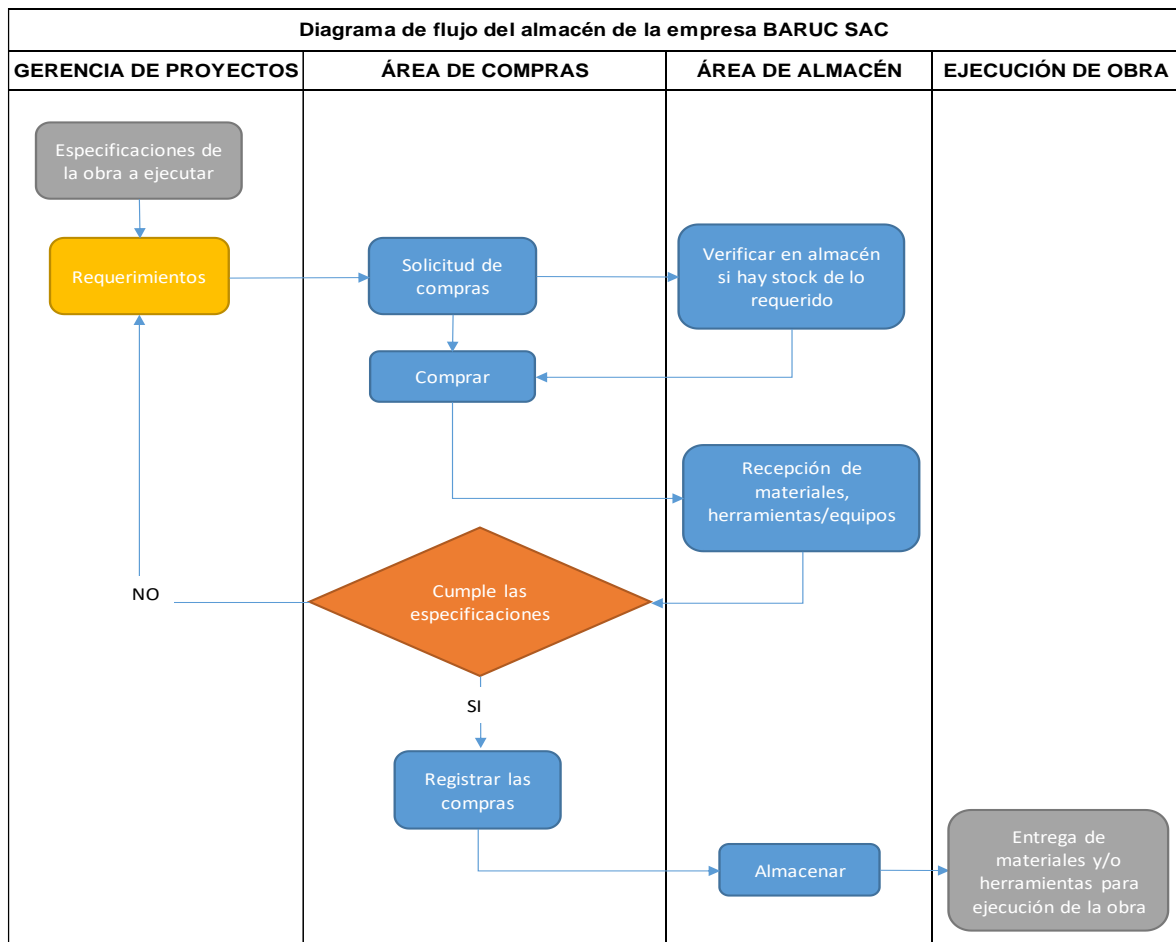 Diagrama de flujo del almacén de la empresa BARUC SAC
GERENCIA DE PROYECTOS
ÁREA DE COMPRAS
ÁREA DE ALMACÉN
EJECUCIÓN DE OBRA
Especificaciones de
la obra a ejecutar
Requerimientos
Solicitud de
compras
Verificar en almacén
si hay stock de lo
requerido
Comprar
Recepción de
materiales,
herramientas/equipos
Cumple las
especificaciones
NO
SI
Registrar las
compras
Almacenar
Entrega de
materiales y/o
herramientas para
ejecución de la obra